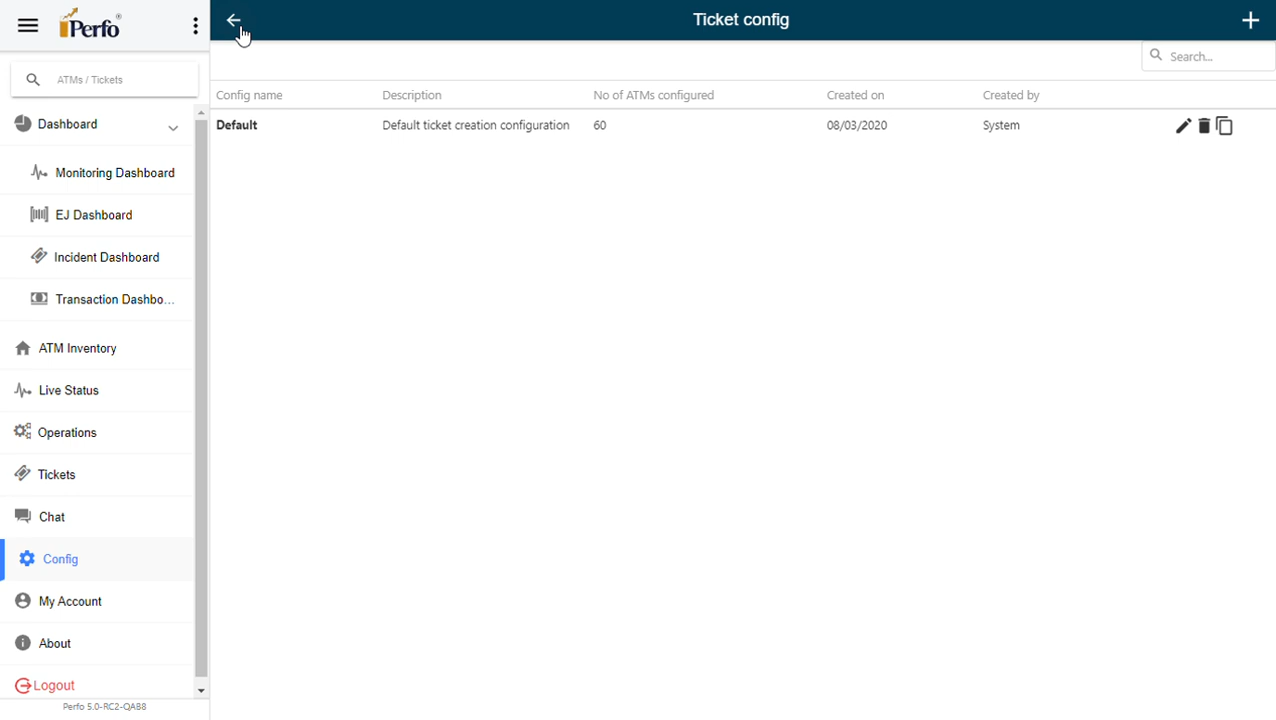 iPerfo®
Ticket config
ATMs / Tickets
Search...
Config name Description No of ATMs configured Created on Created by
Default Default ticket creation configuration 60 08/03/2020 System
Dashboard
Monitoring Dashboard
EJ Dashboard
Incident Dashboard
Transaction Dashbo...
ATM Inventory
Live Status
Operations
Tickets
Chat
Config
My Account
About
Logout
Perfo 5.0-RC2-QAB8